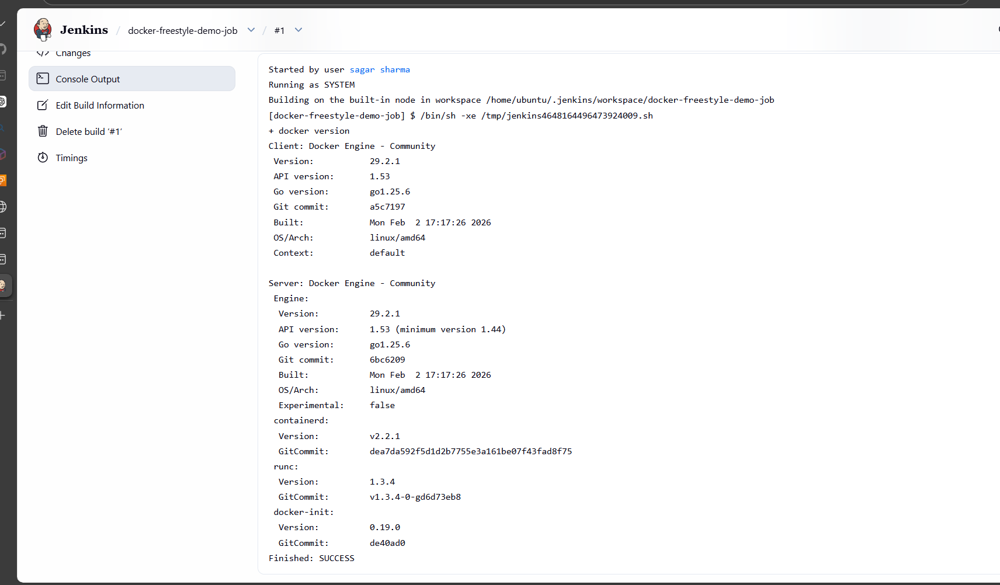 Jenkins / docker-freestyle-demo-job / #1
Changes
Console Output
Edit Build Information
Delete build ‘#1’
Timings
Started by user sagar sharma
Running as SYSTEM
Building on the built-in node in workspace /home/ubuntu/.jenkins/workspace/docker-freestyle-demo-job
[docker-freestyle-demo-job] $ /bin/sh -xe /tmp/jenkins4648164496473924009.sh
+ docker version
Client: Docker Engine - Community
 Version:           29.2.1
 API version:       1.53
 Go version:        go1.25.6
 Git commit:        a5c7197
 Built:             Mon Feb  2 17:17:26 2026
 OS/Arch:           linux/amd64
 Context:           default
Server: Docker Engine - Community
 Engine:
  Version:          29.2.1
  API version:      1.53 (minimum version 1.44)
  Go version:       go1.25.6
  Git commit:       6bc6209
  Built:            Mon Feb  2 17:17:26 2026
  OS/Arch:          linux/amd64
  Experimental:     false
 containerd:
  Version:          v2.2.1
  GitCommit:        dea7da592f5d1d2b7755e3a161be07f43fad8f75
 runc:
  Version:          1.3.4
  GitCommit:        v1.3.4-0-gd6d73eb8
 docker-init:
  Version:          0.19.0
  GitCommit:        de40ad0
Finished: SUCCESS